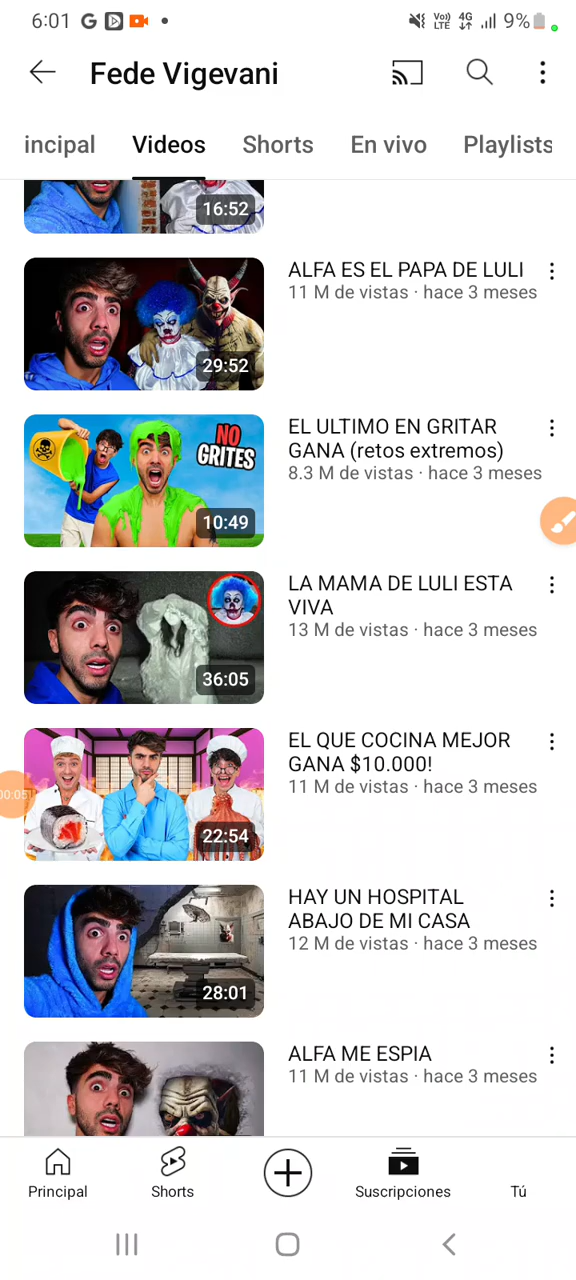 6:01 G
Vo)) LTE 4G 9%
Fede Vigevani
incipal Videos Shorts En vivo Playlists
16:52
ALFA ES EL PAPA DE LULI
11 M de vistas · hace 3 meses
29:52
EL ULTIMO EN GRITAR
GANA (retos extremos)
8.3 M de vistas · hace 3 meses
NO
GRITES
10:49
LA MAMA DE LULI ESTA
VIVA
13 M de vistas · hace 3 meses
36:05
EL QUE COCINA MEJOR
GANA $10.000!
11 M de vistas · hace 3 meses
00:05
22:54
HAY UN HOSPITAL
ABAJO DE MI CASA
12 M de vistas · hace 3 meses
28:01
ALFA ME ESPIA
11 M de vistas · hace 3 meses
Principal Shorts Suscripciones Tú